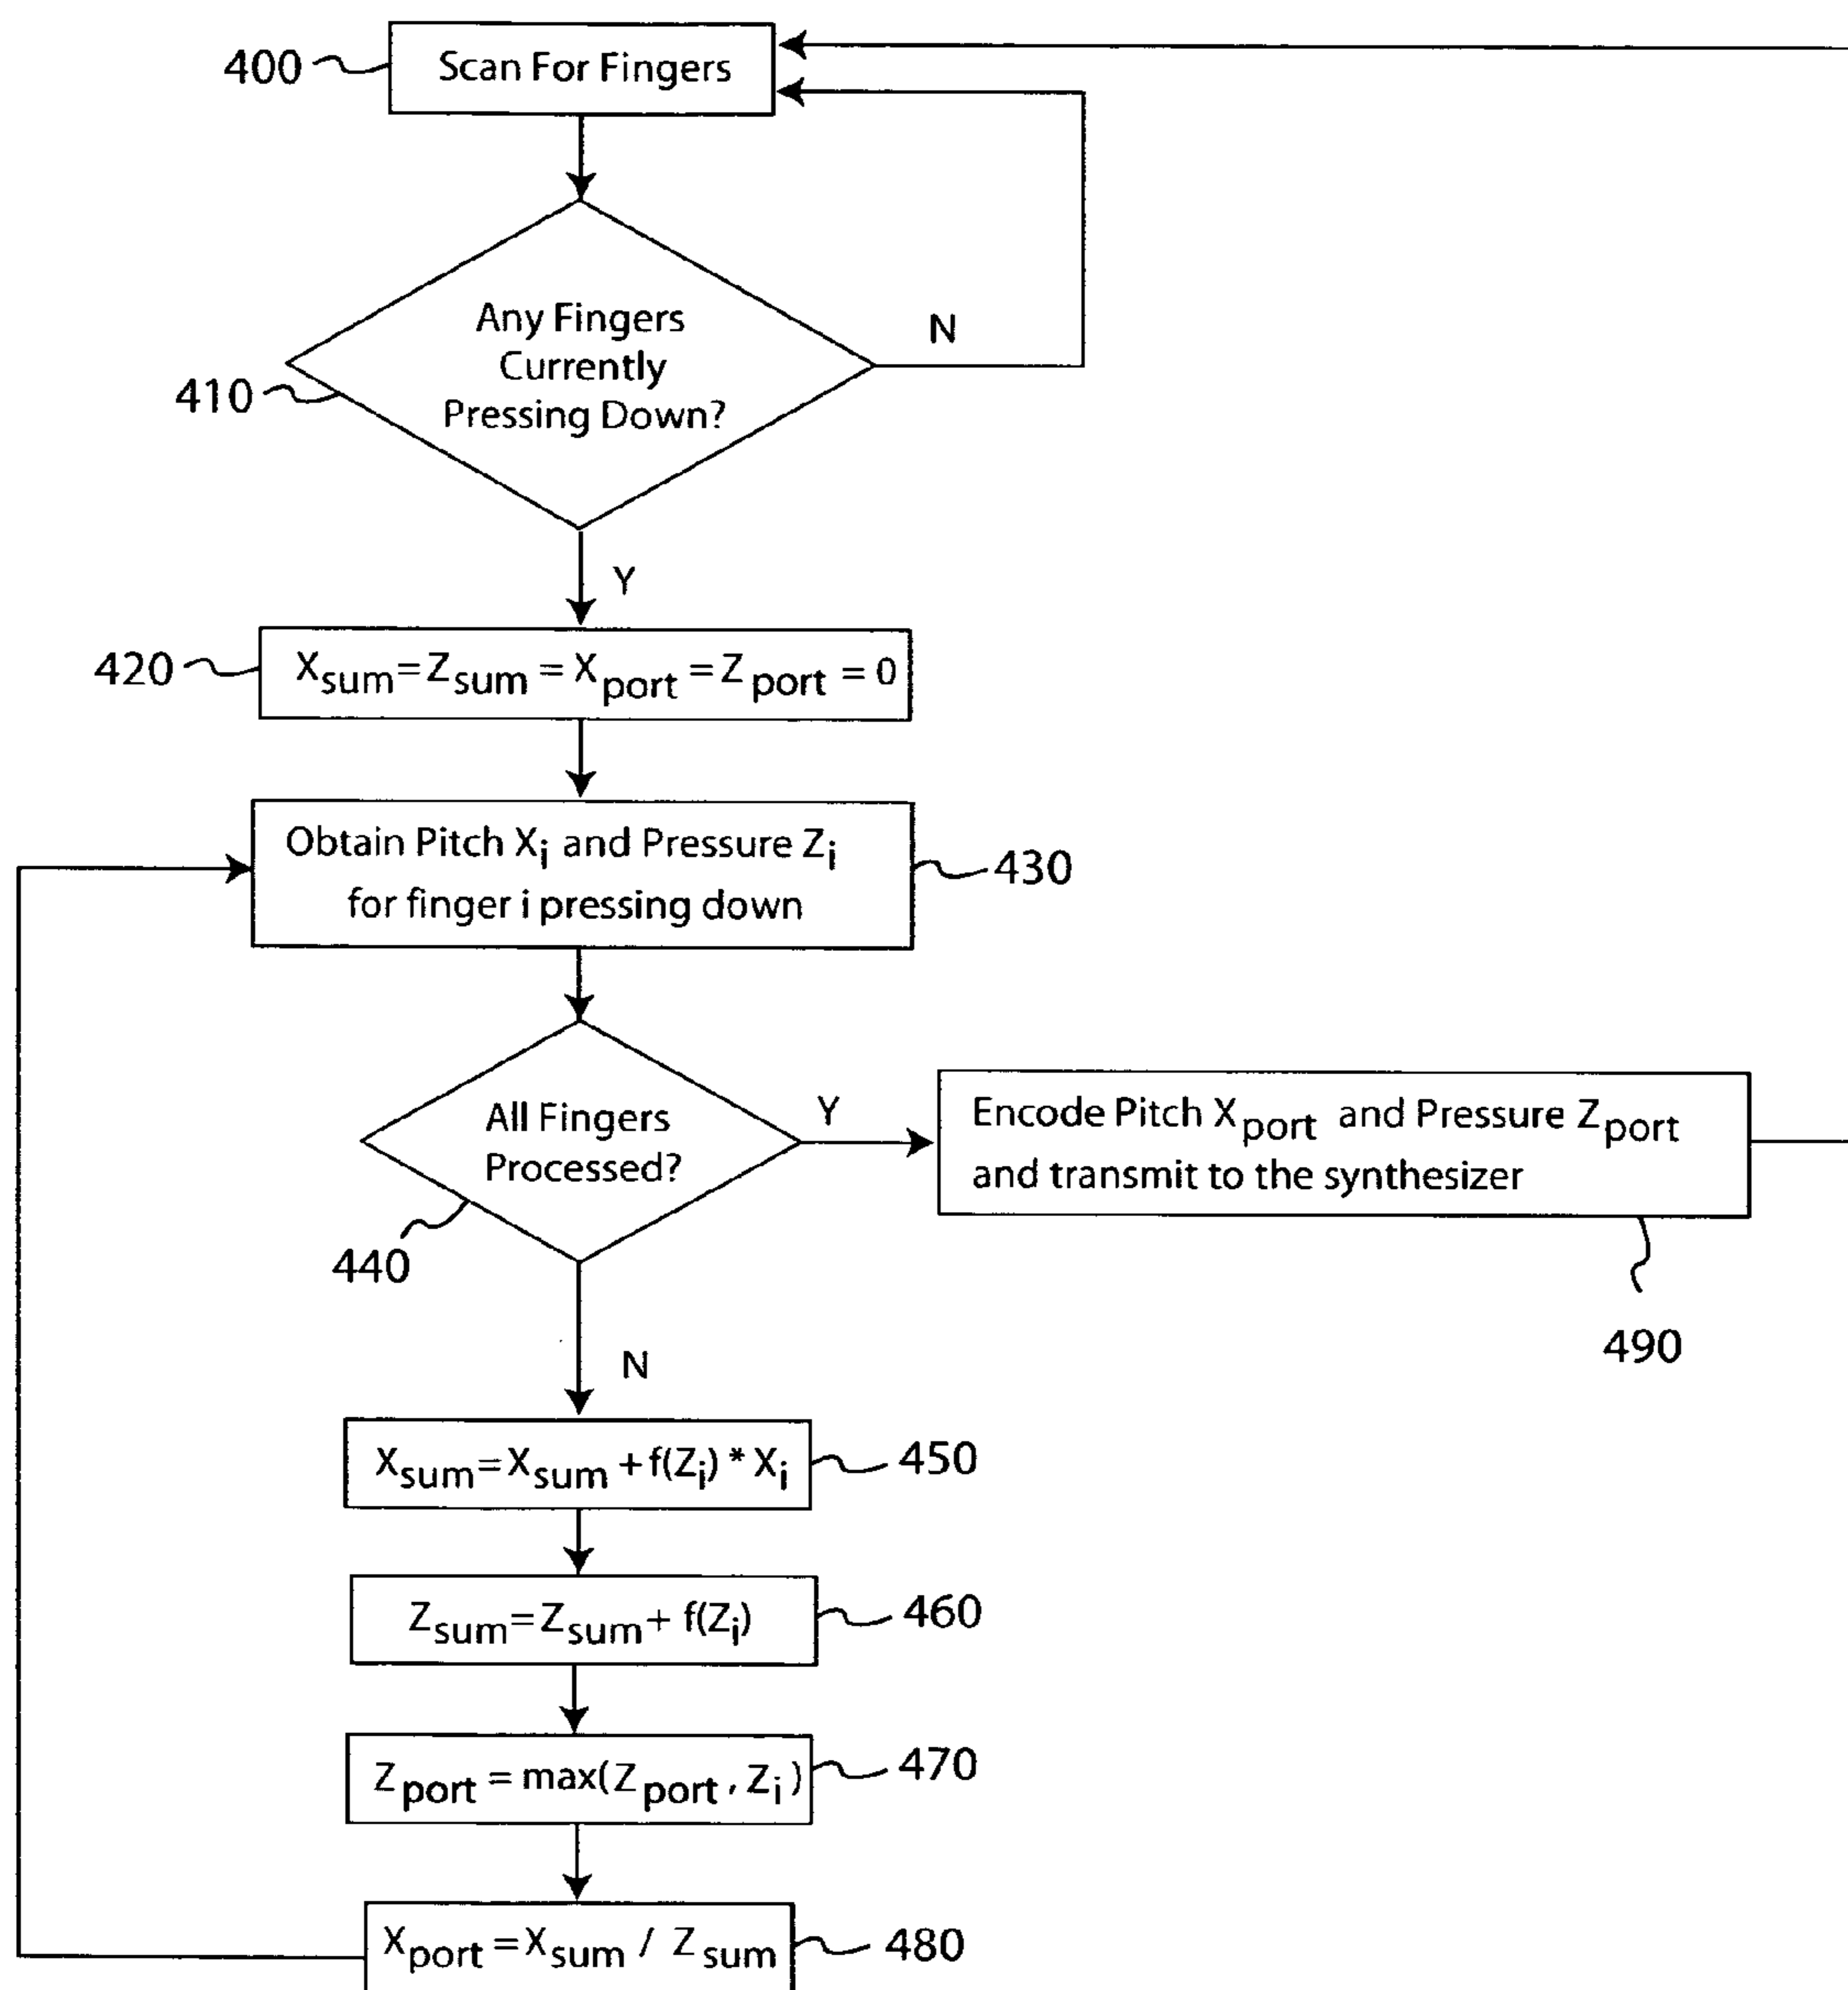 400
Scan For Fingers
Any Fingers
Currently
Pressing Down?
N
410
Y
420
Xsum=Zsum = Xport =Zport = 0
Obtain Pitch Xi and Pressure Zi
for finger i pressing down
430
All Fingers
Processed?
Y
440
Encode Pitch Xport and Pressure Zport
and transmit to the synthesizer
490
N
Xsum=Xsum +f(Zi) * Xi
450
Zsum=Zsum+ f(Zi)
460
Zport = max(Zport , Zi)
470
Xport =Xsum / Zsum
480